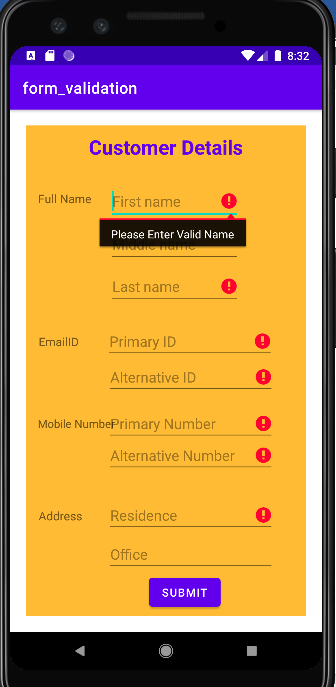 8:32
form_validation
Customer Details
Full Name
First name
Please Enter Valid Name
Middle name
Last name
EmailID
Primary ID
Alternative ID
Mobile Number
Primary Number
Alternative Number
Address
Residence
Office
SUBMIT